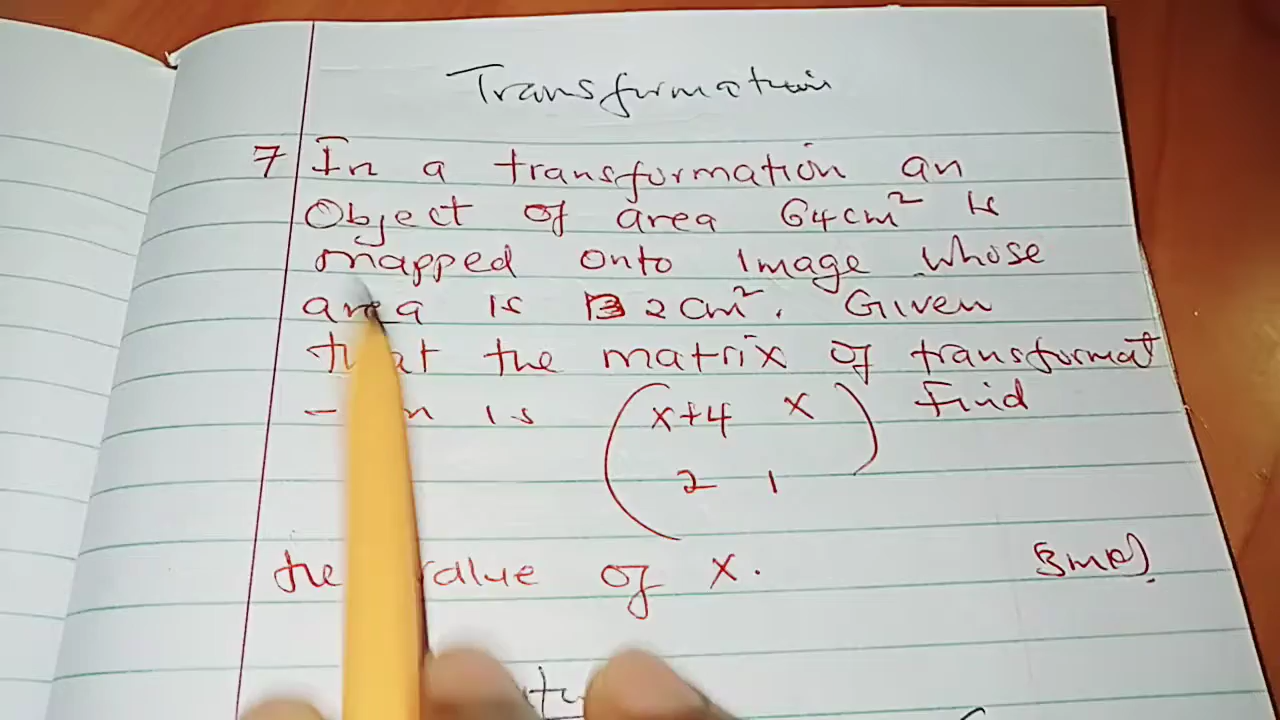 Transformation
7 In a transformation an
Object of area 64cm² is
mapped onto image whose
area is 32cm². Given
that the matrix of transformat
- is
(x+4 x
2 1) Find
the value of x. 3mks